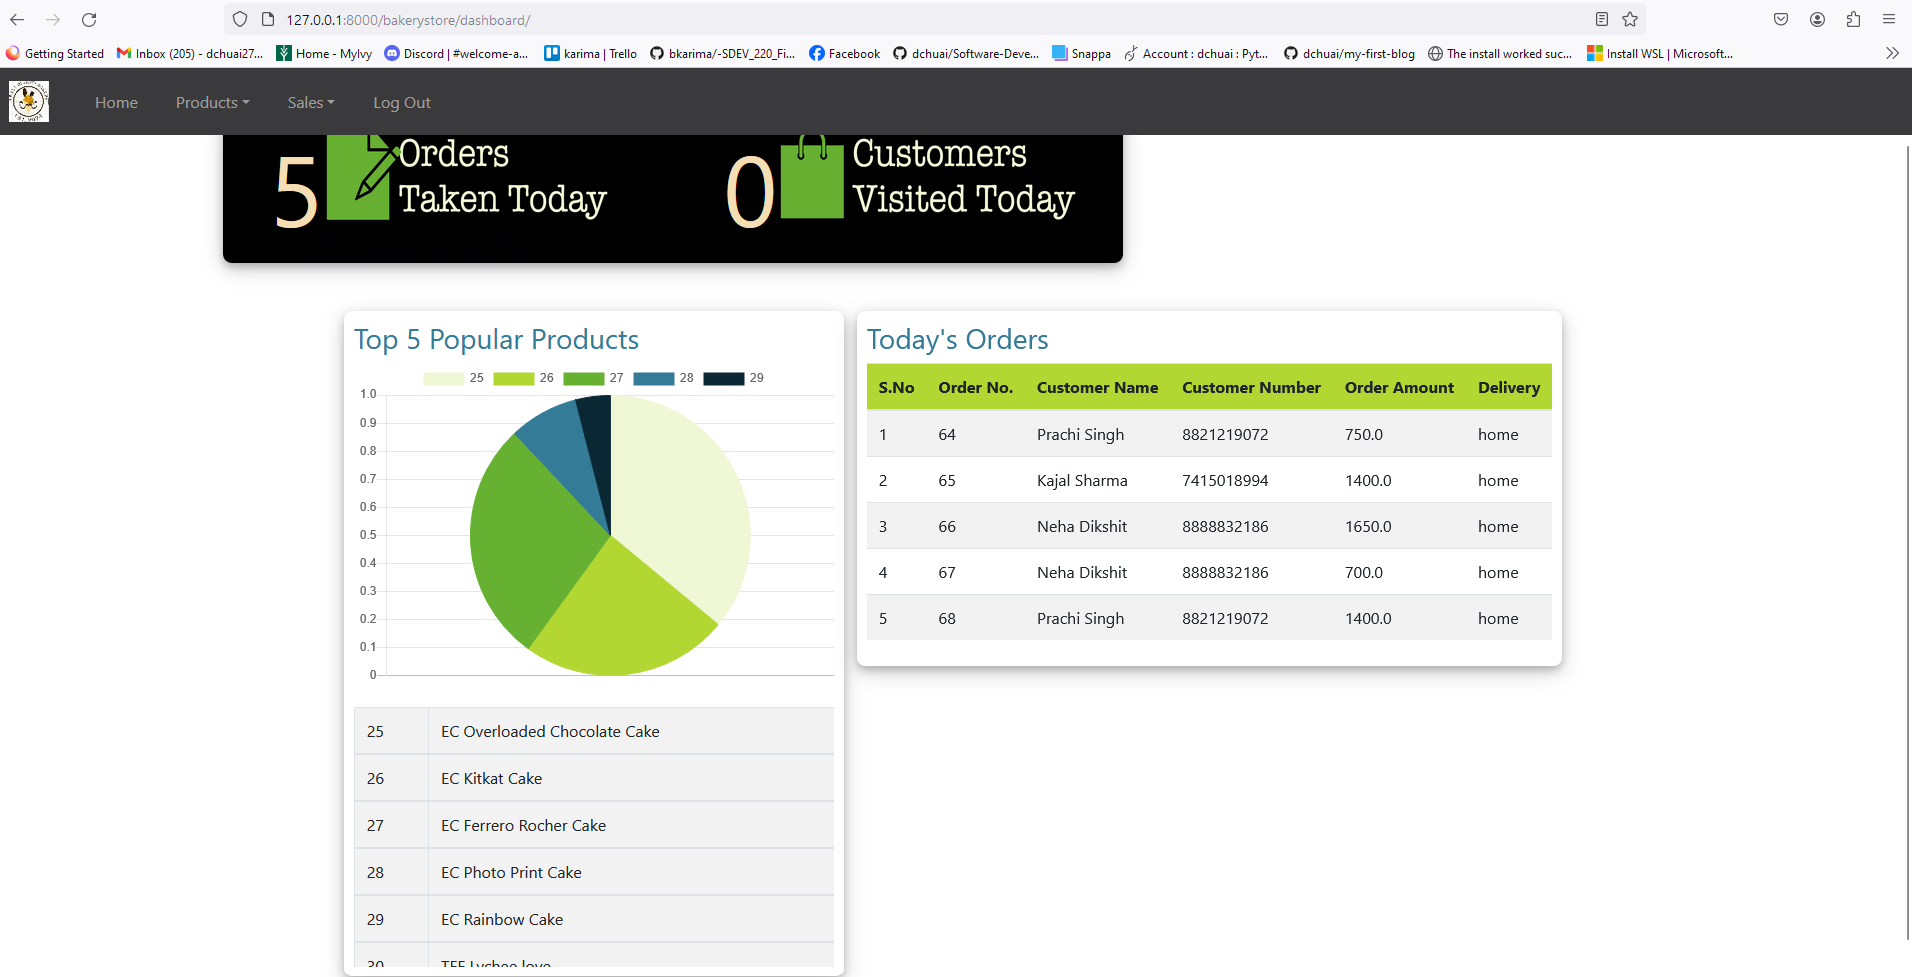 127.0.0.1:8000/bakerystore/dashboard/
Getting Started Inbox (205) - dchuai27... Home - MyIvy Discord | #welcome-a... karima | Trello bkarima/-SDEV_220_Fi... Facebook dchuai/Software-Deve... Snappa Account : dchuai : Pyt... dchuai/my-first-blog The install worked suc... Install WSL | Microsoft...
Home Products Sales Log Out
5 Orders Taken Today
0 Customers Visited Today
Top 5 Popular Products
25 26 27 28 29
1.0
0.9
0.8
0.7
0.6
0.5
0.4
0.3
0.2
0.1
0
25 EC Overloaded Chocolate Cake
26 EC Kitkat Cake
27 EC Ferrero Rocher Cake
28 EC Photo Print Cake
29 EC Rainbow Cake
30 TFF Lychee love
Today's Orders
S.No Order No. Customer Name Customer Number Order Amount Delivery
1 64 Prachi Singh 8821219072 750.0 home
2 65 Kajal Sharma 7415018994 1400.0 home
3 66 Neha Dikshit 8888832186 1650.0 home
4 67 Neha Dikshit 8888832186 700.0 home
5 68 Prachi Singh 8821219072 1400.0 home